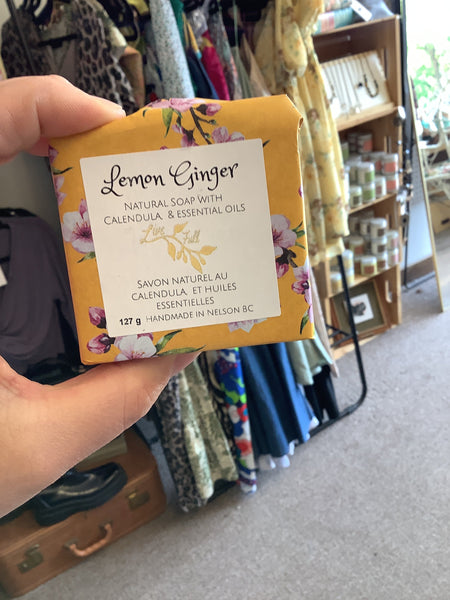 Lemon Ginger
NATURAL SOAP WITH
CALENDULA, & ESSENTIAL OILS
Live Full
SAVON NATUREL AU
CALENDULA, ET HUILES
ESSENTIELLES
127 g HANDMADE IN NELSON BC